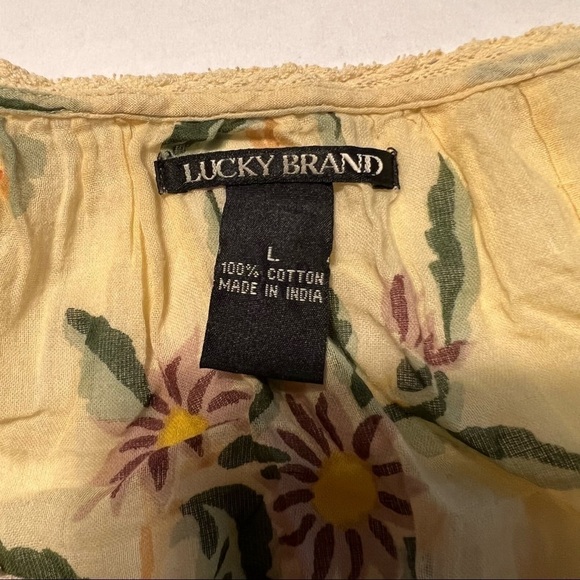 LUCKY BRAND
L
100% COTTON
MADE IN INDIA